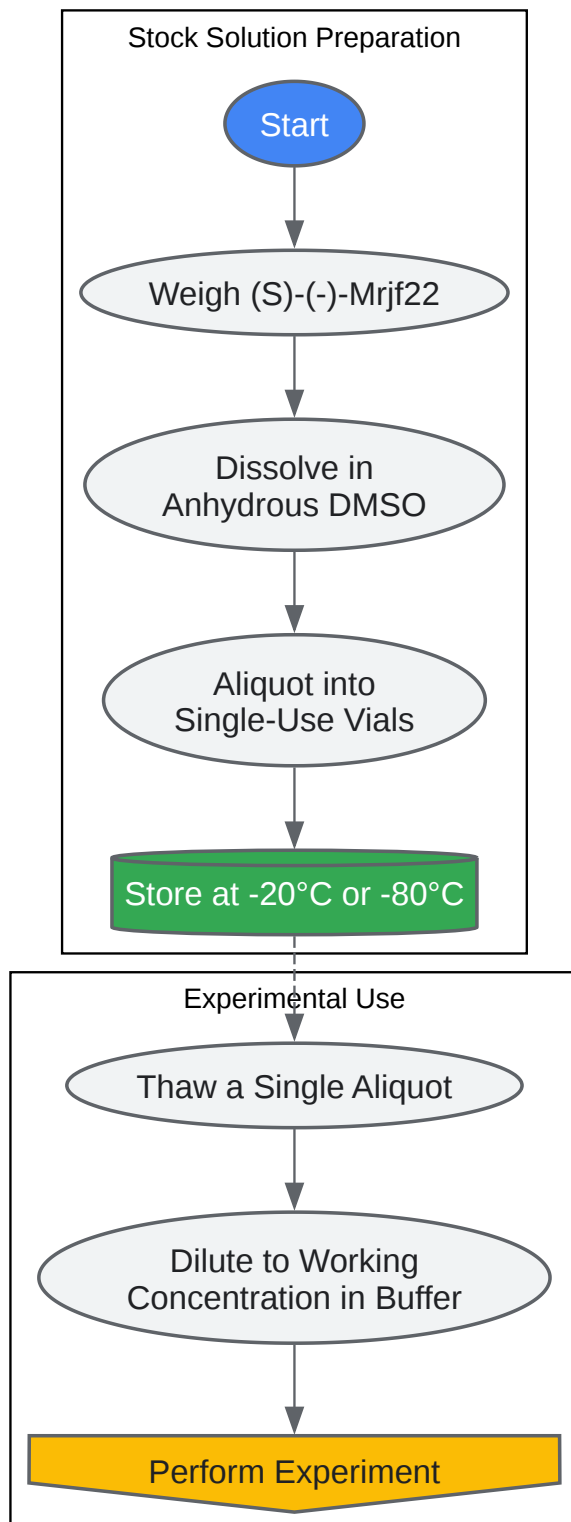 Stock Solution Preparation
Start
Weigh (S)-(-)-Mrjf22
Dissolve in
Anhydrous DMSO
Aliquot into
Single-Use Vials
Store at -20°C or -80°C
Experimental Use
Thaw a Single Aliquot
Dilute to Working
Concentration in Buffer
Perform Experiment